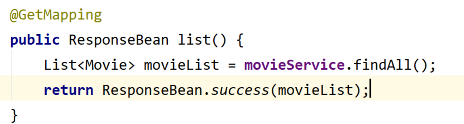 @GetMapping
public ResponseBean list() {
    List<Movie> movieList = movieService.findAll();
    return ResponseBean.success(movieList);
}